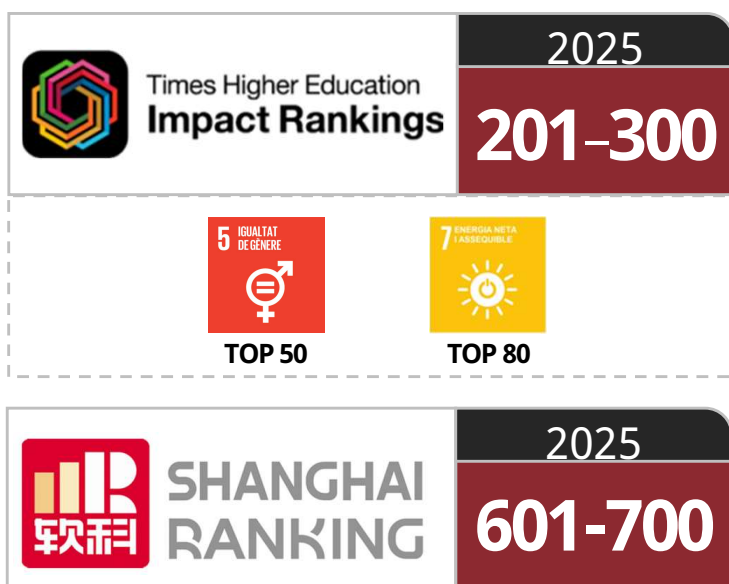 2025
Times Higher Education
Impact Rankings
201–300
5 IGUALTAT
DE GÈNERE
7 ENERGIA NETA
I ASSEQUIBLE
TOP 50
TOP 80
2025
SHANGHAI
RANKING
软科
601-700